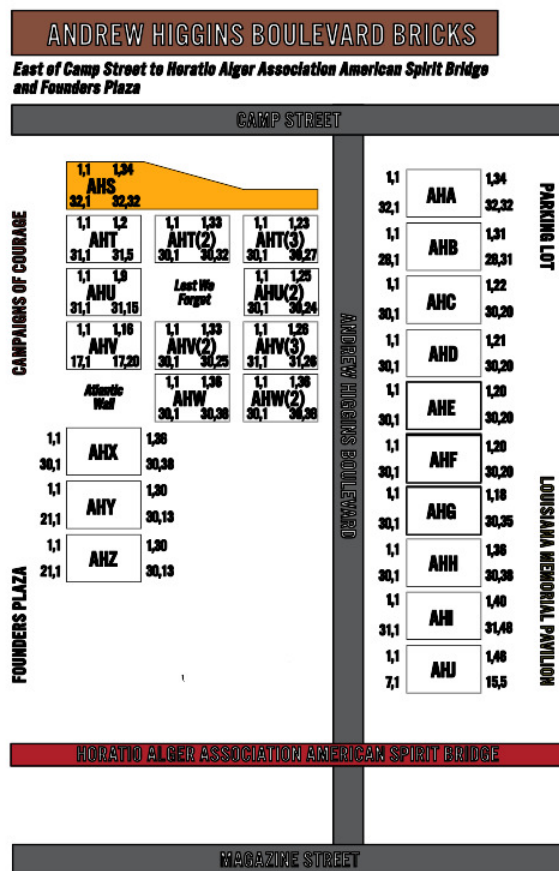 ANDREW HIGGINS BOULEVARD BRICKS
East of Camp Street to Horatio Alger Association American Spirit Bridge
and Founders Plaza
CAMP STREET
1,1 1,34
AHS
32,1 32,32
1,1 1,2
AHT
31,1 31,5
1,1 1,33
AHT(2)
30,1 30,32
1,1 1,23
AHT(3)
30,1 30,27
1,1 1,9
AHU
31,1 31,15
Lest We
Forget
1,1 1,25
AHU(2)
30,1 30,24
1,1 1,16
AHV
17,1 17,20
1,1 1,33
AHV(2)
30,1 30,25
1,1 1,26
AHV(3)
31,1 31,26
Atlantic
Wall
1,1 1,36
AHW
30,1 30,38
1,1 1,36
AHW(2)
30,1 30,38
1,1 1,36
AHX
30,1 30,38
1,1 1,30
AHY
21,1 30,13
1,1 1,30
AHZ
21,1 30,13
CAMPAIGNS OF COURAGE
FOUNDERS PLAZA
ANDREW HIGGINS BOULEVARD
1,1 1,34
AHA
32,1 32,32
1,1 1,31
AHB
28,1 28,31
1,1 1,22
AHC
30,1 30,20
1,1 1,21
AHD
30,1 30,20
1,1 1,20
AHE
30,1 30,20
1,1 1,20
AHF
30,1 30,20
1,1 1,18
AHG
30,1 30,35
1,1 1,36
AHH
30,1 30,38
1,1 1,40
AHI
31,1 31,48
1,1 1,46
AHJ
7,1 15,5
PARKING LOT
LOUISIANA MEMORIAL PAVILION
HORATIO ALGER ASSOCIATION AMERICAN SPIRIT BRIDGE
MAGAZINE STREET